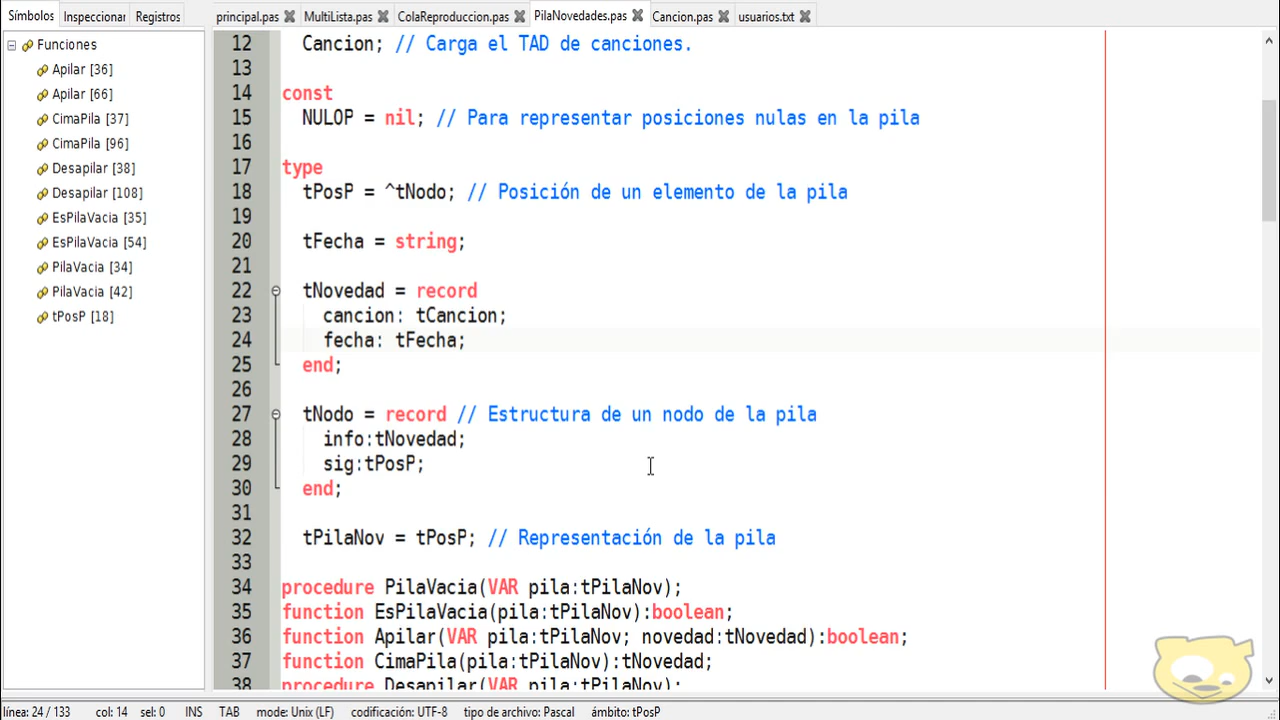 Símbolos Inspeccionar Registros
principal.pas MultiLista.pas ColaReproduccion.pas PilaNovedades.pas Cancion.pas usuarios.txt
Funciones
Apilar [36]
Apilar [66]
CimaPila [37]
CimaPila [96]
Desapilar [38]
Desapilar [108]
EsPilaVacia [35]
EsPilaVacia [54]
PilaVacia [34]
PilaVacia [42]
tPosP [18]
12 Cancion; // Carga el TAD de canciones.
13
14 const
15 NULOP = nil; // Para representar posiciones nulas en la pila
16
17 type
18 tPosP = ^tNodo; // Posición de un elemento de la pila
19
20 tFecha = string;
21
22 tNovedad = record
23 cancion: tCancion;
24 fecha: tFecha;
25 end;
26
27 tNodo = record // Estructura de un nodo de la pila
28 info:tNovedad;
29 sig:tPosP;
30 end;
31
32 tPilaNov = tPosP; // Representación de la pila
33
34 procedure PilaVacia(VAR pila:tPilaNov);
35 function EsPilaVacia(pila:tPilaNov):boolean;
36 function Apilar(VAR pila:tPilaNov; novedad:tNovedad):boolean;
37 function CimaPila(pila:tPilaNov):tNovedad;
38 procedure Desapilar(VAR pila:tPilaNov);
línea: 24 / 133 col: 14 sel: 0 INS TAB modo: Unix (LF) codificación: UTF-8 tipo de archivo: Pascal ámbito: tPosP